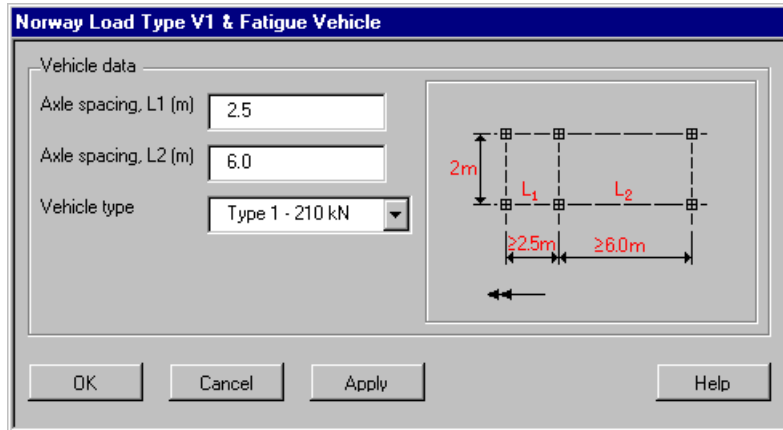 Norway Load Type V1 & Fatigue Vehicle
Vehicle data
Axle spacing, L1 (m)
2.5
Axle spacing, L2 (m)
6.0
Vehicle type
Type 1 - 210 kN
2m
L1 L2
≥2.5m ≥6.0m
OK Cancel Apply Help